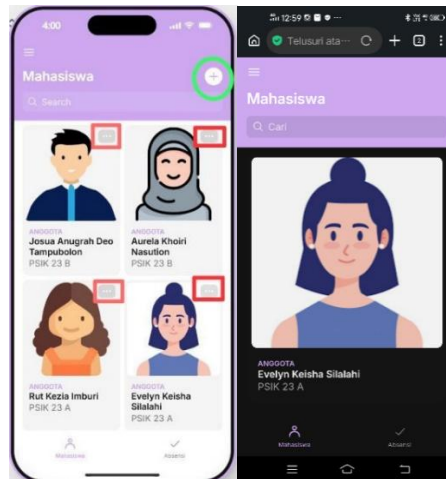 4:00
Mahasiswa
Search
ANGGOTA
Josua Anugrah Deo
Tampubolon
PSIK 23 B
ANGGOTA
Aurela Khoiri
Nasution
PSIK 23 B
ANGGOTA
Rut Kezia Imburi
PSIK 23 A
ANGGOTA
Evelyn Keisha
Silalahi
PSIK 23 A
Mahasiswa
Absensi
12:59
Telusuri ata...
Mahasiswa
Cari
ANGGOTA
Evelyn Keisha Silalahi
PSIK 23 A
Mahasiswa
Absensi